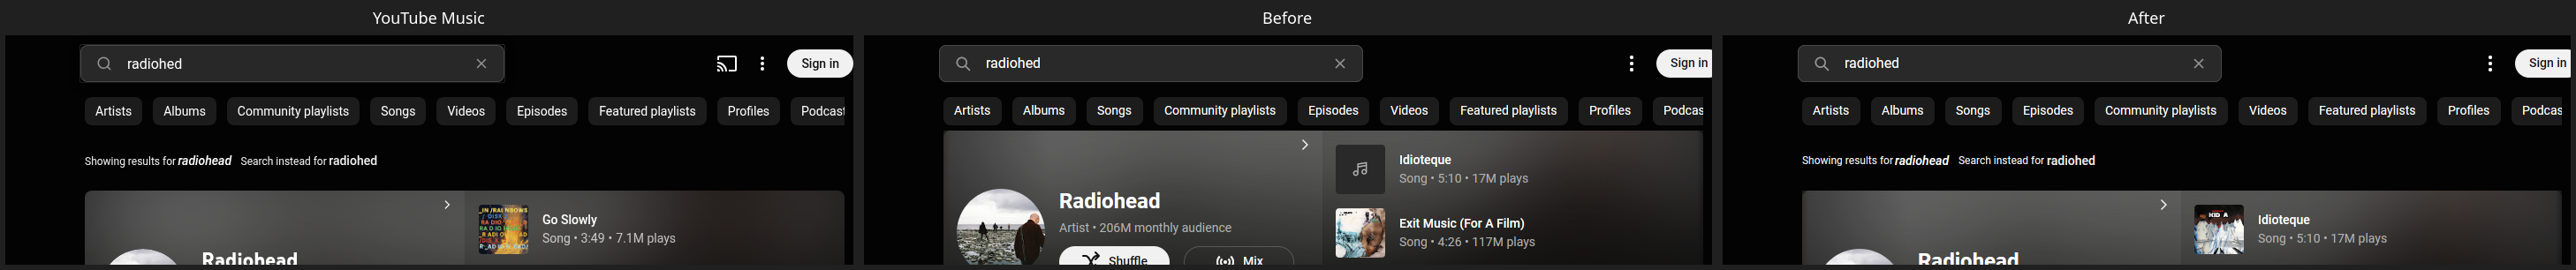 YouTube Music
radiohed
Sign in
Artists Albums Community playlists Songs Videos Episodes Featured playlists Profiles Podcast
Showing results for radiohead Search instead for radiohed
Radiohead
Go Slowly
Song • 3:49 • 7.1M plays
Before
radiohed
Sign in
Artists Albums Songs Community playlists Episodes Videos Featured playlists Profiles Podcas
Radiohead
Artist • 206M monthly audience
Shuffle Mix
Idioteque
Song • 5:10 • 17M plays
Exit Music (For A Film)
Song • 4:26 • 117M plays
After
radiohed
Sign in
Artists Albums Songs Episodes Community playlists Videos Featured playlists Profiles Podcas
Showing results for radiohead Search instead for radiohed
Radiohead
KID A
Idioteque
Song • 5:10 • 17M plays